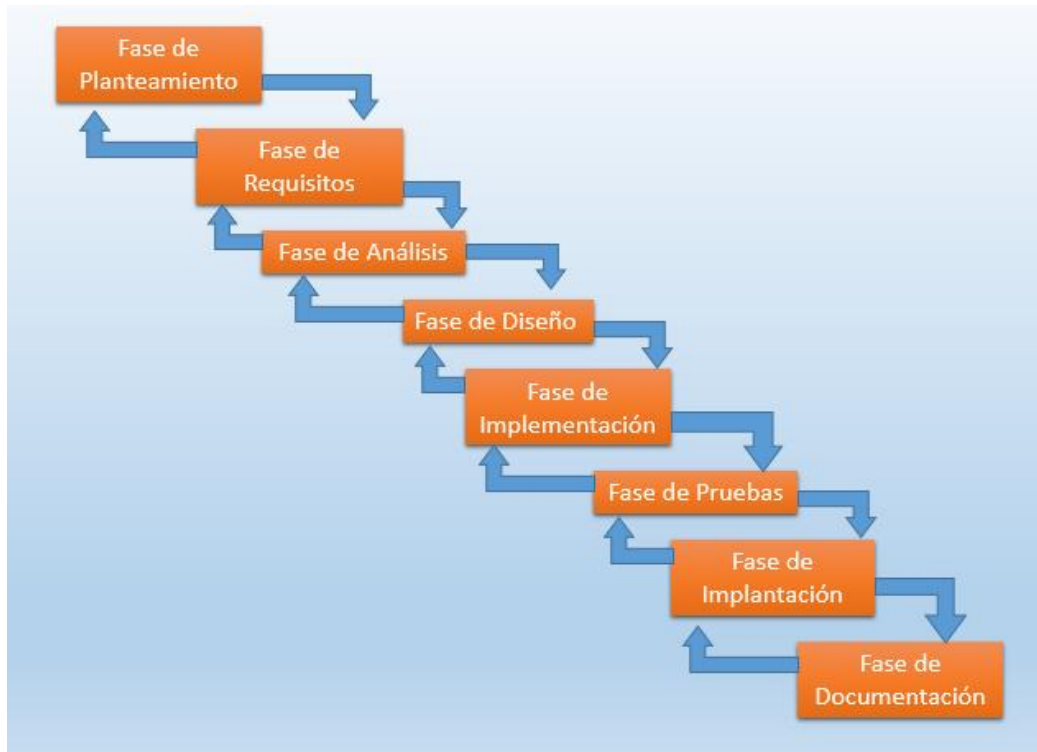 Fase de
Planteamiento
Fase de
Requisitos
Fase de Análisis
Fase de Diseño
Fase de
Implementación
Fase de Pruebas
Fase de
Implantación
Fase de
Documentación